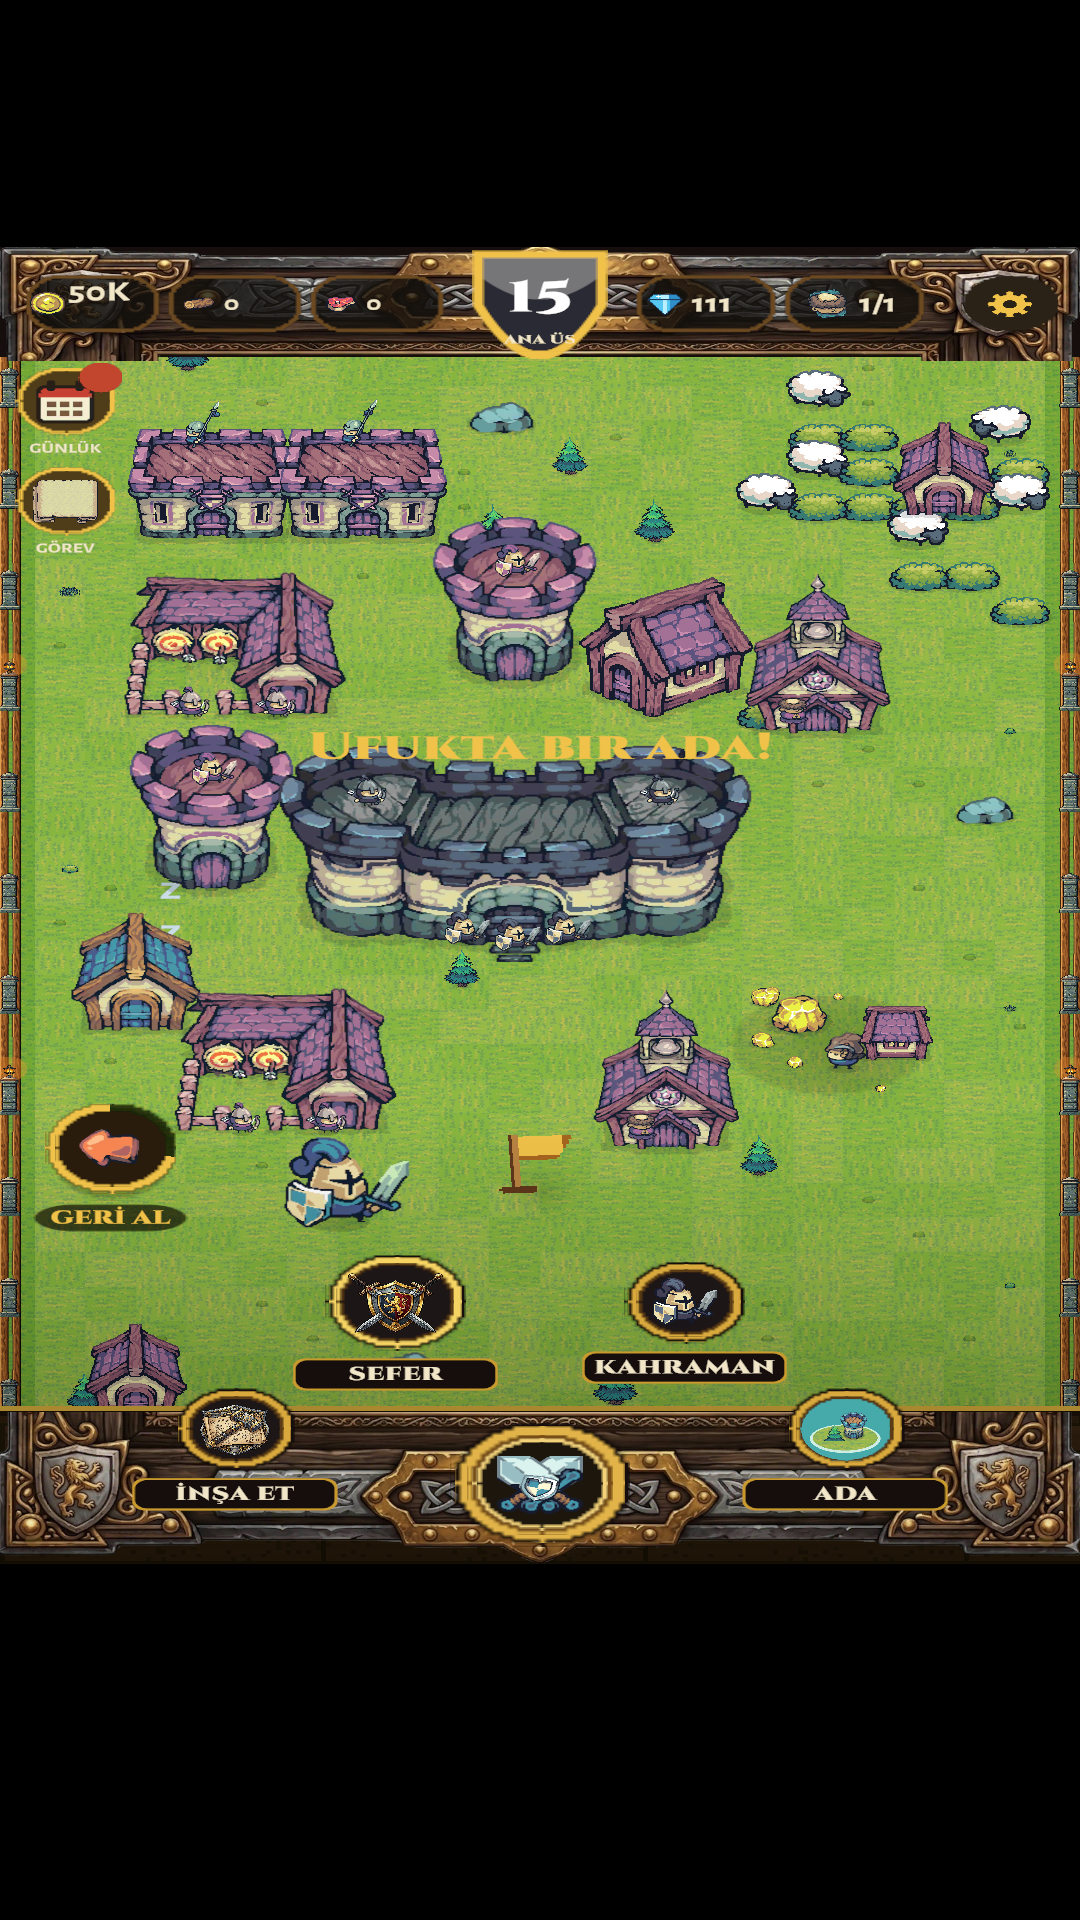 50K
0
0
15
ANA ÜS
111
1/1
GÜNLÜK
GÖREV
UFUKTA BIR ADA!
Z
Z
GERİ AL
SEFER
KAHRAMAN
İNŞA ET
ADA